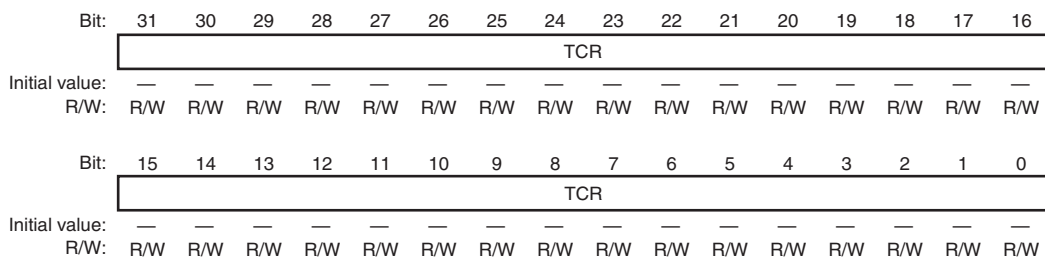 Bit: 31 30 29 28 27 26 25 24 23 22 21 20 19 18 17 16
TCR
Initial value: — — — — — — — — — — — — — — — —
R/W: R/W R/W R/W R/W R/W R/W R/W R/W R/W R/W R/W R/W R/W R/W R/W R/W
Bit: 15 14 13 12 11 10 9 8 7 6 5 4 3 2 1 0
TCR
Initial value: — — — — — — — — — — — — — — — —
R/W: R/W R/W R/W R/W R/W R/W R/W R/W R/W R/W R/W R/W R/W R/W R/W R/W